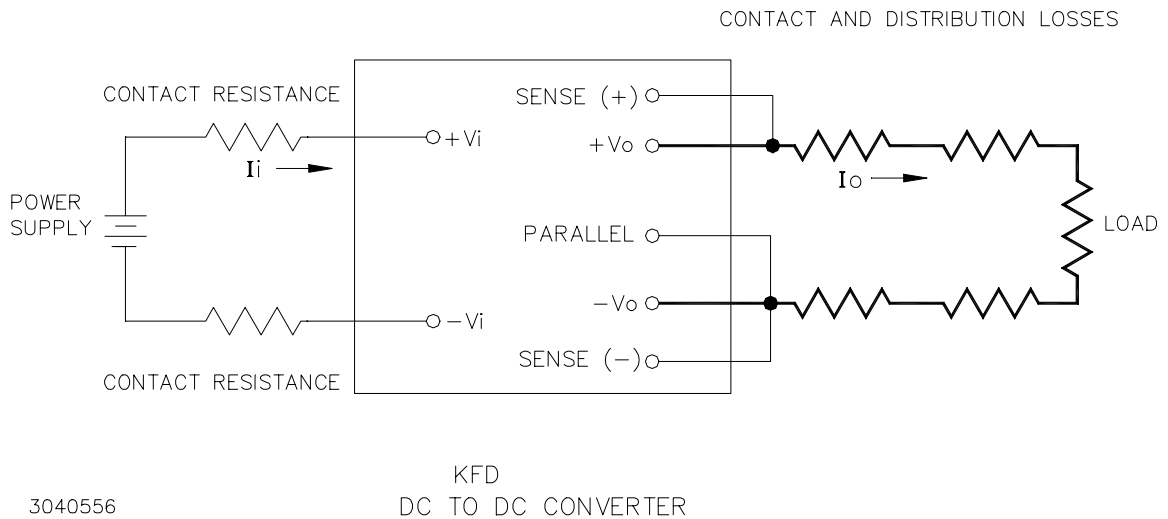 CONTACT AND DISTRIBUTION LOSSES
CONTACT RESISTANCE
SENSE (+)
+Vi
+Vo
Ii
Io
POWER
SUPPLY
PARALLEL
LOAD
-Vo
-Vi
SENSE (-)
CONTACT RESISTANCE
KFD
DC TO DC CONVERTER
3040556